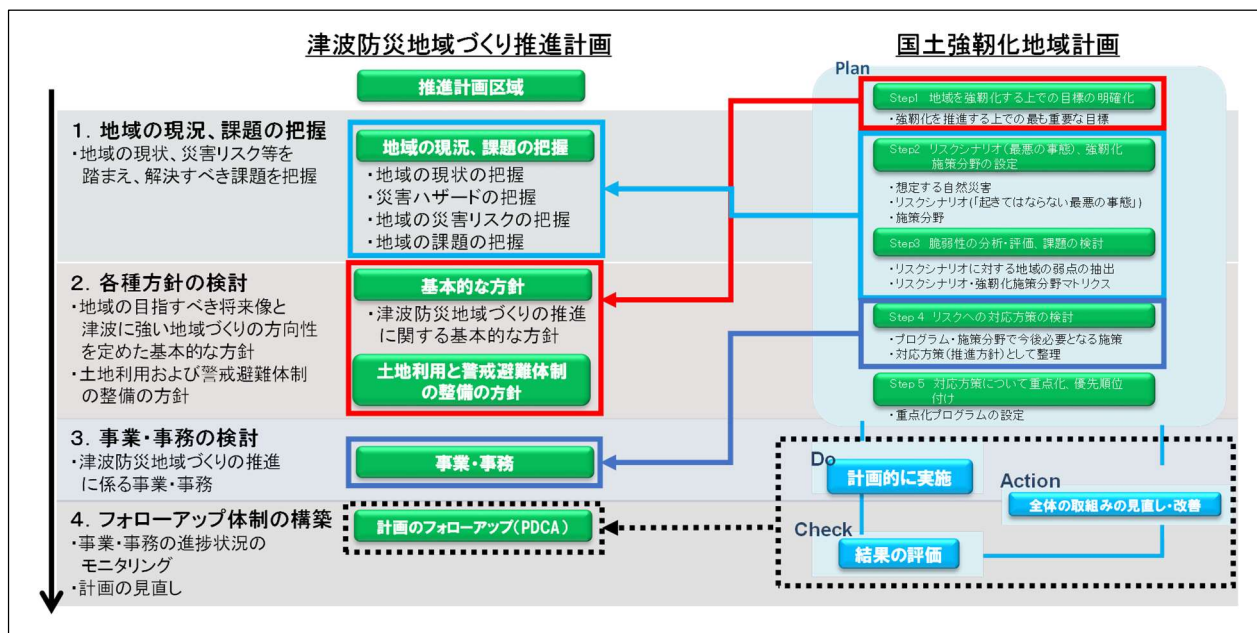 津波防災地域づくり推進計画
推進計画区域
1. 地域の現況、課題の把握
・地域の現状、災害リスク等を
踏まえ、解決すべき課題を把握
地域の現況、課題の把握
・地域の現状の把握
・災害ハザードの把握
・地域の災害リスクの把握
・地域の課題の把握
2. 各種方針の検討
・地域の目指すべき将来像と
津波に強い地域づくりの方向性
を定めた基本的な方針
・土地利用および警戒避難体制
の整備の方針
基本的な方針
・津波防災地域づくりの推進
に関する基本的な方針
土地利用と警戒避難体制
の整備の方針
3. 事業・事務の検討
・津波防災地域づくりの推進
に係る事業・事務
事業・事務
4. フォローアップ体制の構築
・事業・事務の進捗状況の
モニタリング
・計画の見直し
計画のフォローアップ(PDCA)
国土強靭化地域計画
Plan
Step1 地域を強靭化する上での目標の明確化
・強靭化を推進する上での最も重要な目標
Step2 リスクシナリオ(最悪の事態)、強靭化
施策分野の設定
・想定する自然災害
・リスクシナリオ(「起きてはならない最悪の事態」)
・施策分野
Step3 脆弱性の分析・評価、課題の検討
・リスクシナリオに対する地域の弱点の抽出
・リスクシナリオ・強靭化施策分野マトリクス
Step 4 リスクへの対応方策の検討
・プログラム・施策分野で今後必要となる施策
・対応方策(推進方針)として整理
Step 5 対応方策について重点化、優先順位
付け
・重点化プログラムの設定
Do
計画的に実施
Action
全体の取組みの見直し・改善
Check
結果の評価